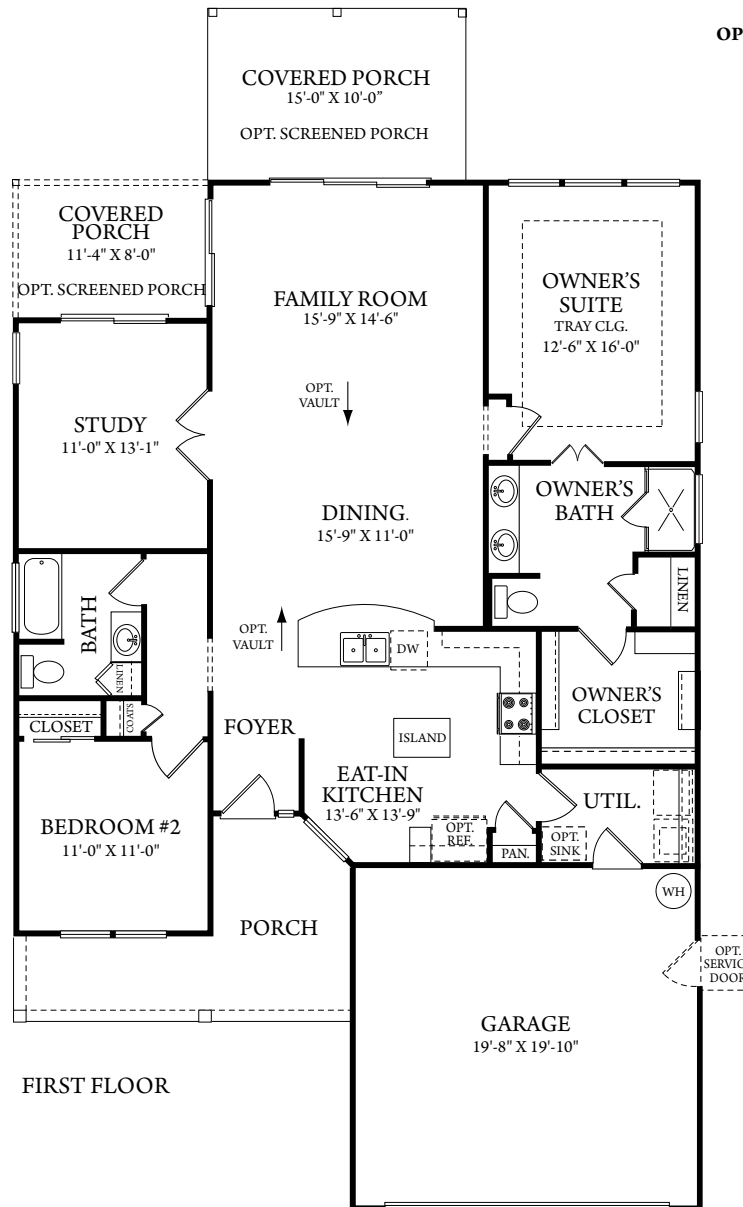 OP
COVERED PORCH
15'-0" X 10'-0”
OPT. SCREENED PORCH
COVERED
PORCH
11'-4" X 8'-0"
OPT. SCREENED PORCH
FAMILY ROOM
15'-9" X 14'-6"
OWNER'S
SUITE
TRAY CLG.
12'-6" X 16'-0"
OPT.
VAULT
STUDY
11'-0" X 13'-1"
DINING.
15'-9" X 11'-0"
OWNER'S
BATH
LINEN
BATH
LINEN
OPT.
VAULT
DW
OWNER'S
CLOSET
CLOSET
COATS
FOYER
ISLAND
EAT-IN
KITCHEN
13'-6" X 13'-9"
UTIL.
BEDROOM #2
11'-0" X 11'-0"
OPT.
REF.
PAN.
OPT.
SINK
WH
PORCH
OPT.
SERVIC
DOOR
GARAGE
19'-8" X 19'-10"
FIRST FLOOR